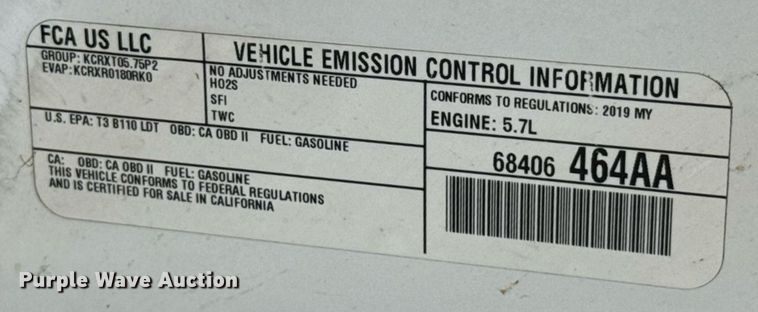 FCA US LLC
GROUP: KCRXT05.75P2
EVAP: KCRXR0180RK0
VEHICLE EMISSION CONTROL INFORMATION
NO ADJUSTMENTS NEEDED
HO2S
SFI
TWC
CONFORMS TO REGULATIONS: 2019 MY
ENGINE: 5.7L
U.S. EPA: T3 B110 LDT OBD: CA OBD II FUEL: GASOLINE
CA: OBD: CA OBD II FUEL: GASOLINE
THIS VEHICLE CONFORMS TO FEDERAL REGULATIONS
AND IS CERTIFIED FOR SALE IN CALIFORNIA
68406 464AA
Purple Wave Auction